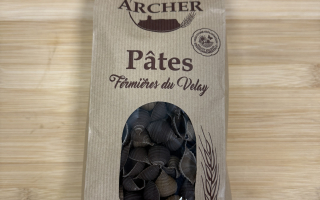 ARCHER
Pâtes
Fermières du Velay